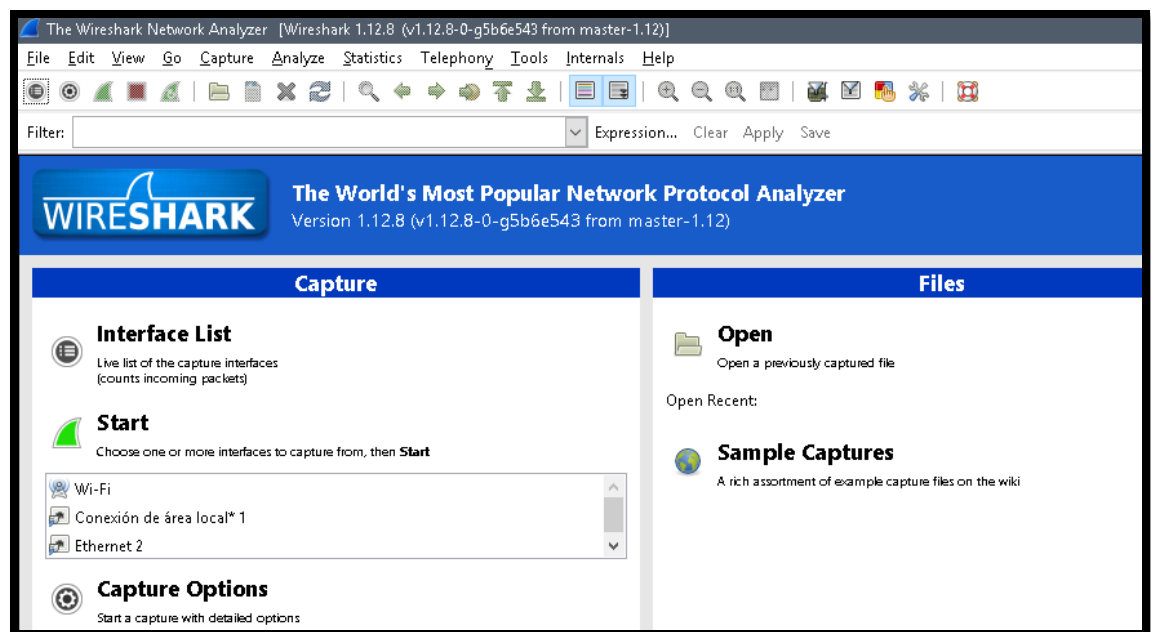 The Wireshark Network Analyzer [Wireshark 1.12.8 (v1.12.8-0-g5b6e543 from master-1.12)]
File Edit View Go Capture Analyze Statistics Telephony Tools Internals Help
Filter: Expression... Clear Apply Save
WIRESHARK
The World's Most Popular Network Protocol Analyzer
Version 1.12.8 (v1.12.8-0-g5b6e543 from master-1.12)
Capture
Interface List
Live list of the capture interfaces
(counts incoming packets)
Start
Choose one or more interfaces to capture from, then Start
Wi-Fi
Conexión de área local* 1
Ethernet 2
Capture Options
Start a capture with detailed options
Files
Open
Open a previously captured file
Open Recent:
Sample Captures
A rich assortment of example capture files on the wiki